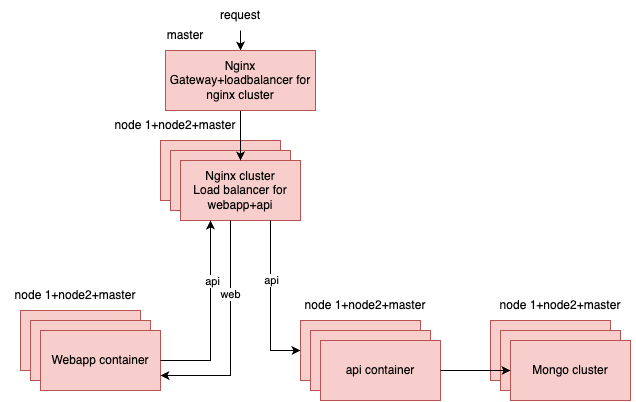 request
master
Nginx
Gateway+loadbalancer for
nginx cluster
node 1+node2+master
Nginx cluster
Load balancer for
webapp+api
api
web
api
node 1+node2+master
Webapp container
node 1+node2+master
api container
node 1+node2+master
Mongo cluster